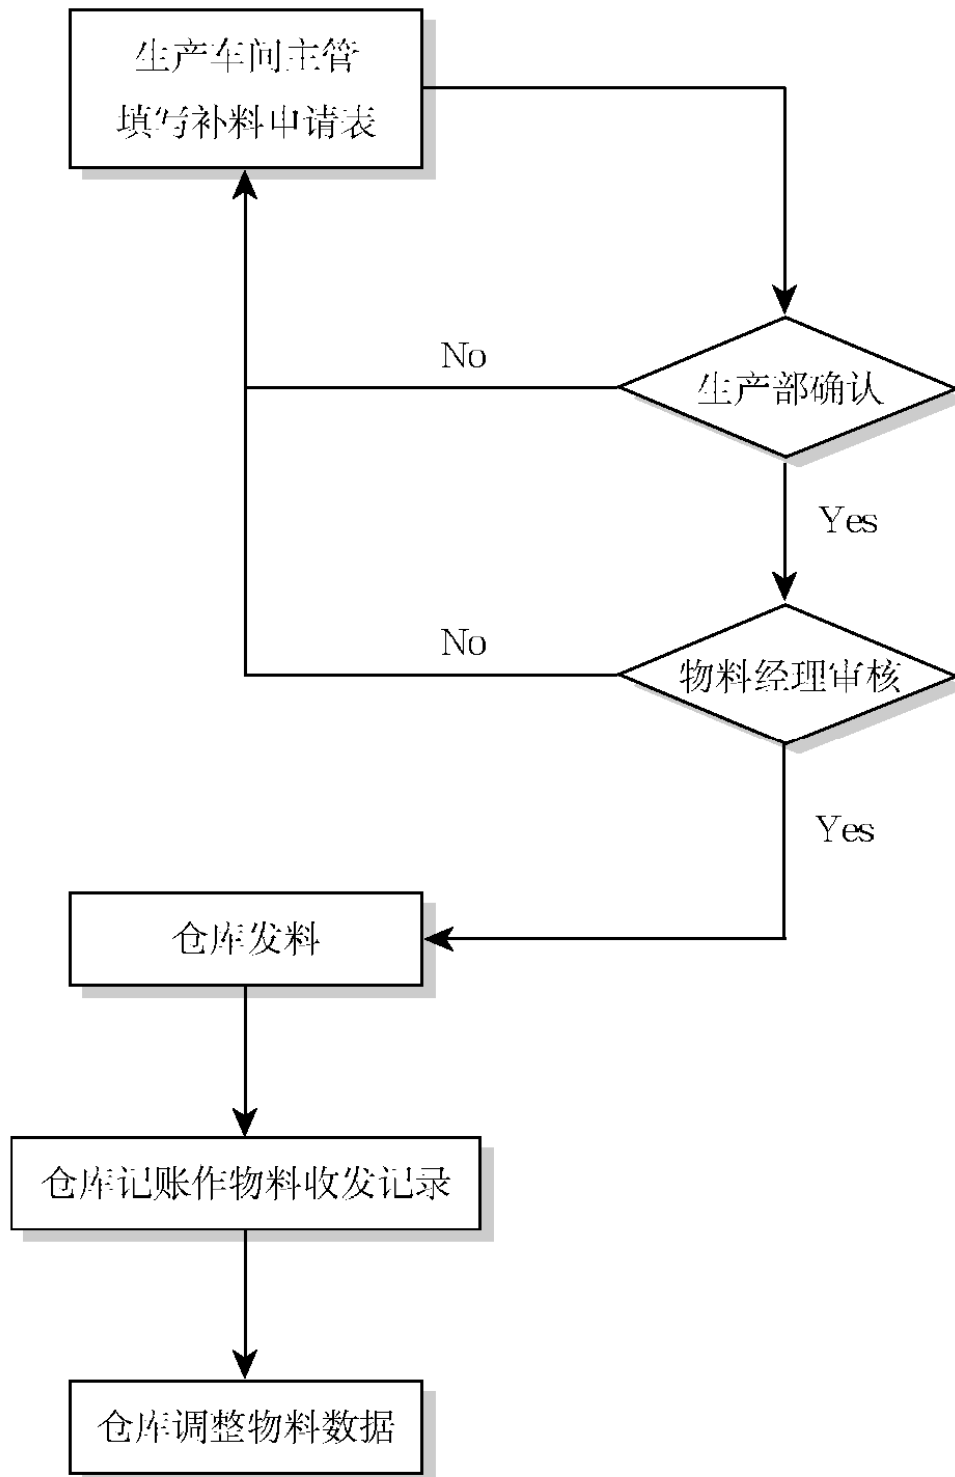 生产车间主管
填写补料申请表
No
生产部确认
Yes
No
物料经理审核
Yes
仓库发料
仓库记账作物料收发记录
仓库调整物料数据